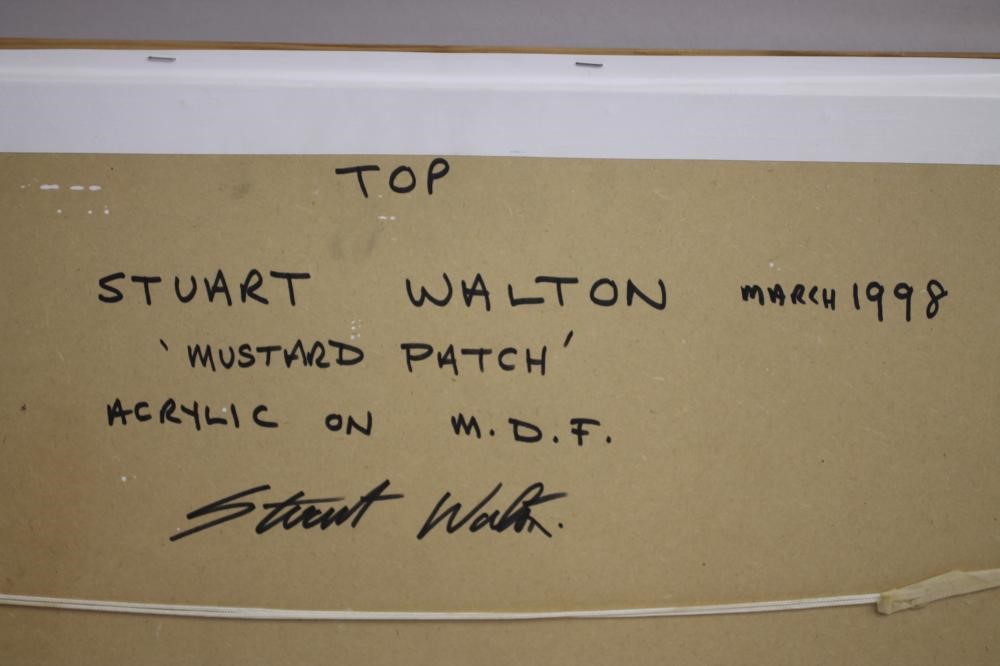 TOP
STUART WALTON MARCH 1998
'MUSTARD PATCH'
ACRYLIC ON M.D.F.
Stuart Walton.